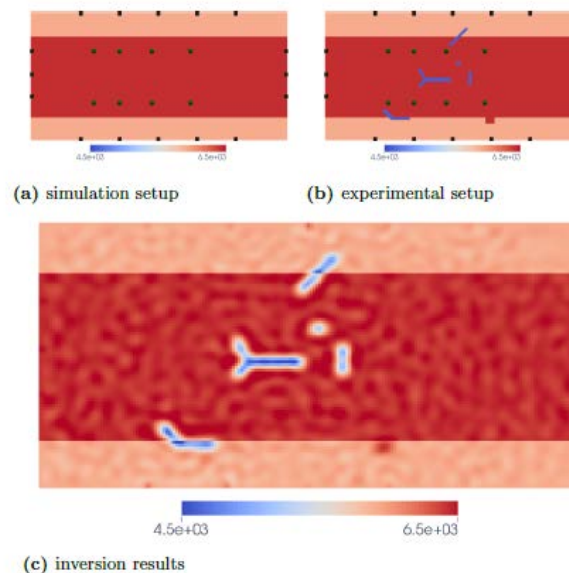 4.5e+03 6.5e+03 4.5e+03 6.5e+03
(a) simulation setup (b) experimental setup
4.5e+03 6.5e+03
(c) inversion results